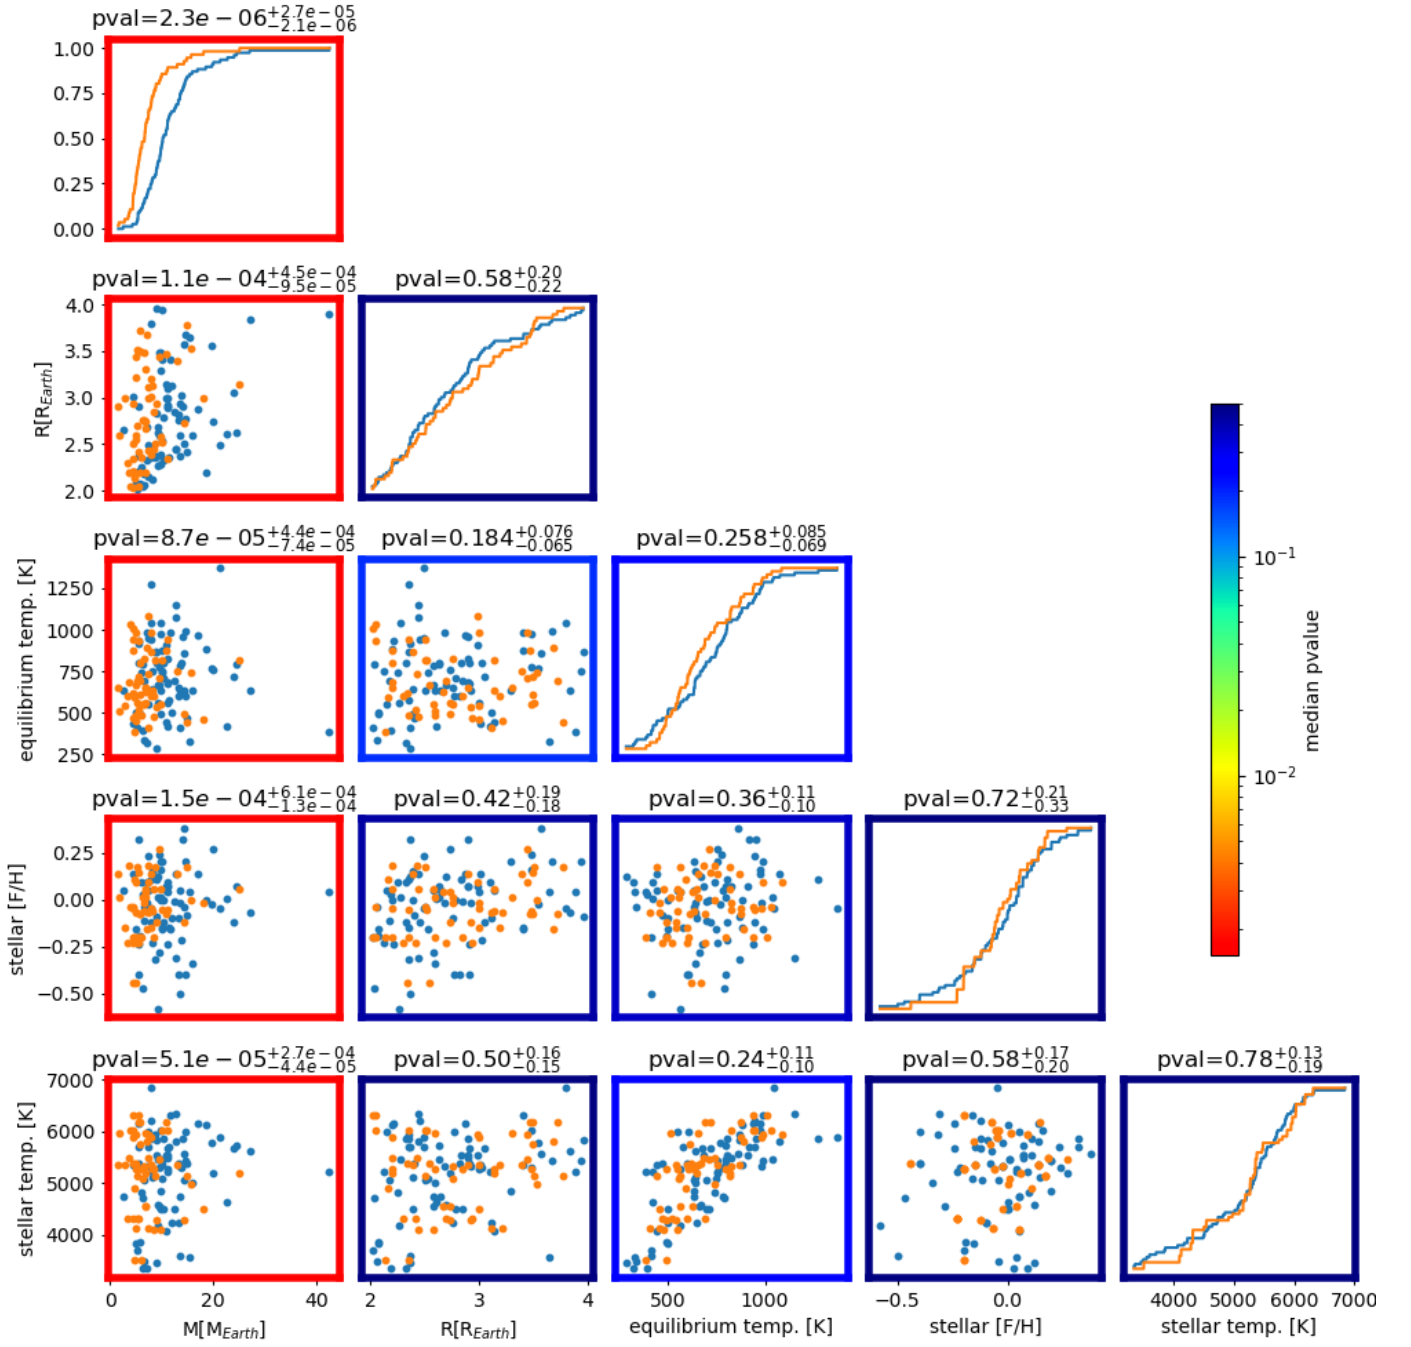 pval=2.3e − 06 +2.7e−05 −2.1e−06
1.00
0.75
0.50
0.25
0.00
pval=1.1e − 04 +4.5e−04 −9.5e−05
pval=0.58 +0.20 −0.22
4.0
3.5
3.0
2.5
2.0
R[R_Earth]
pval=8.7e − 05 +4.4e−04 −7.4e−05
pval=0.184 +0.076 −0.065
pval=0.258 +0.085 −0.069
1250
1000
750
500
250
equilibrium temp. [K]
pval=1.5e − 04 +6.1e−04 −1.3e−04
pval=0.42 +0.19 −0.18
pval=0.36 +0.11 −0.10
pval=0.72 +0.21 −0.33
0.25
0.00
−0.25
−0.50
stellar [F/H]
pval=5.1e − 05 +2.7e−04 −4.4e−05
pval=0.50 +0.16 −0.15
pval=0.24 +0.11 −0.10
pval=0.58 +0.17 −0.20
pval=0.78 +0.13 −0.19
7000
6000
5000
4000
stellar temp. [K]
0 20 40
M[M_Earth]
2 3 4
R[R_Earth]
500 1000
equilibrium temp. [K]
−0.5 0.0
stellar [F/H]
4000 5000 6000 7000
stellar temp. [K]
10^−1
10^−2
median pvalue